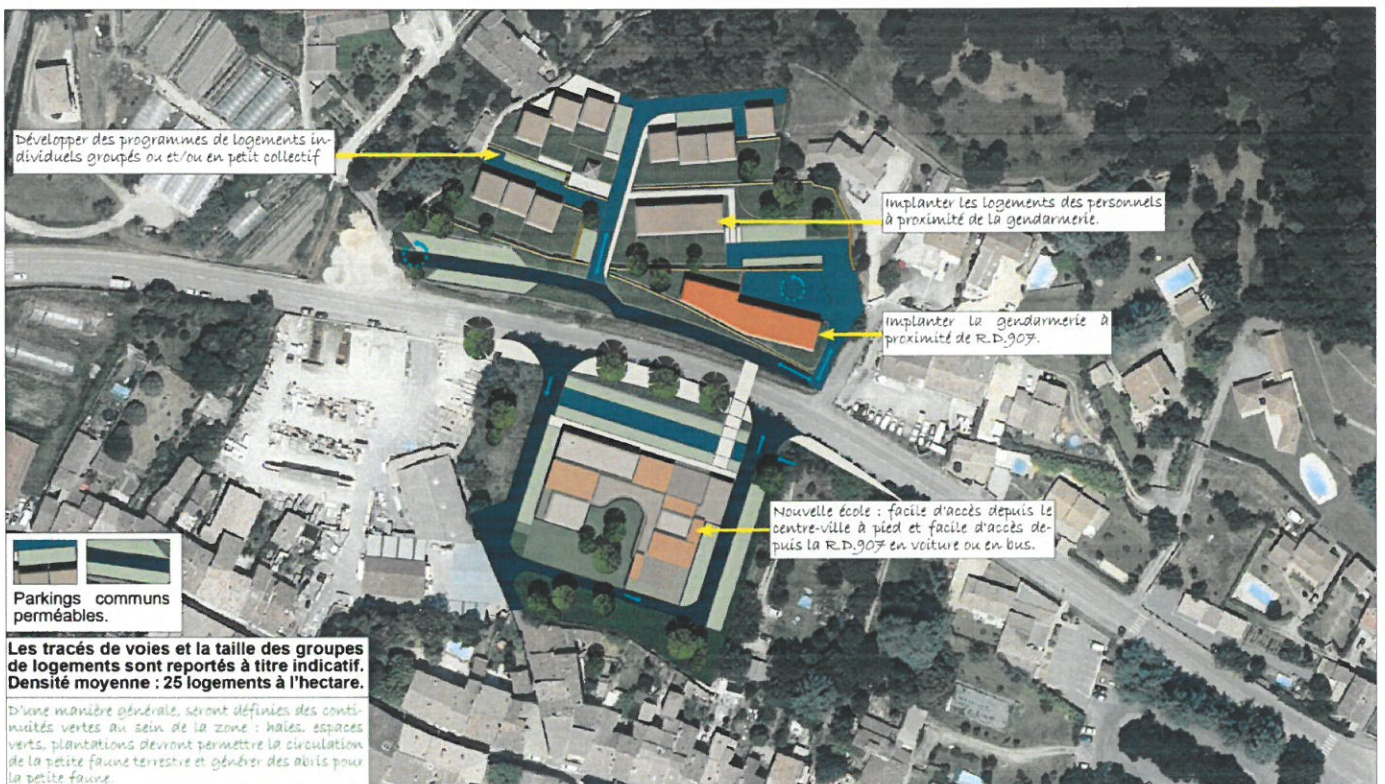 Développer des programmes de logements in-
dividuels groupés ou et/ou en petit collectif
Implanter les logements des personnels
à proximité de la gendarmerie.
Implanter la gendarmerie à
proximité de R.D.907.
Nouvelle école : facile d'accès depuis le
centre-ville à pied et facile d'accès de-
puis la R.D.907 en voiture ou en bus.
Parkings communs
perméables.
Les tracés de voies et la taille des groupes
de logements sont reportés à titre indicatif.
Densité moyenne : 25 logements à l'hectare.
D'une manière générale, seront définies des conti-
nuités vertes au sein de la zone : haies, espaces
verts, plantations devront permettre la circulation
de la petite faune terrestre et générer des abris pour
la petite faune.